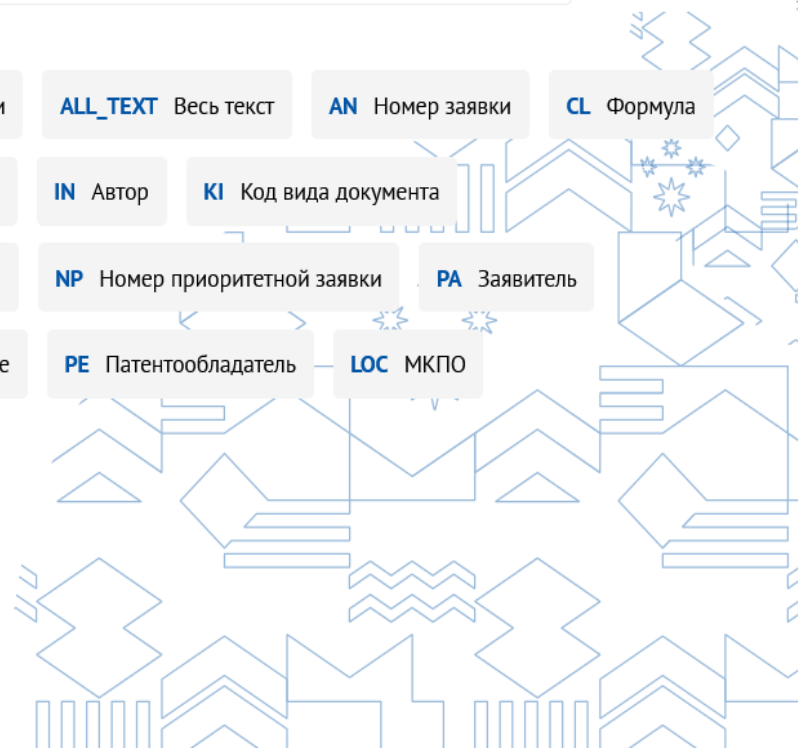 ALL_TEXT Весь текст AN Номер заявки CL Формула
IN Автор KI Код вида документа
NP Номер приоритетной заявки PA Заявитель
PE Патентообладатель LOC МКПО